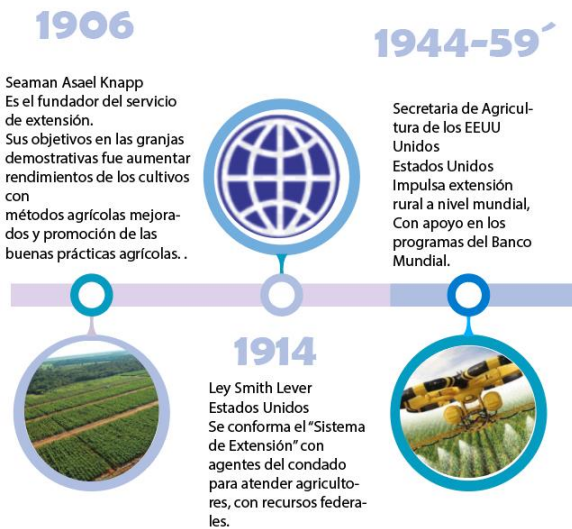 1906
Seaman Asael Knapp
Es el fundador del servicio
de extensión.
Sus objetivos en las granjas
demostrativas fue aumentar
rendimientos de los cultivos
con
métodos agrícolas mejora-
dos y promoción de las
buenas prácticas agrícolas. .
1914
Ley Smith Lever
Estados Unidos
Se conforma el “Sistema
de Extensión” con
agentes del condado
para atender agriculto-
res, con recursos federa-
les.
1944-59´
Secretaria de Agricul-
tura de los EEUU
Unidos
Estados Unidos
Impulsa extensión
rural a nivel mundial,
Con apoyo en los
programas del Banco
Mundial.